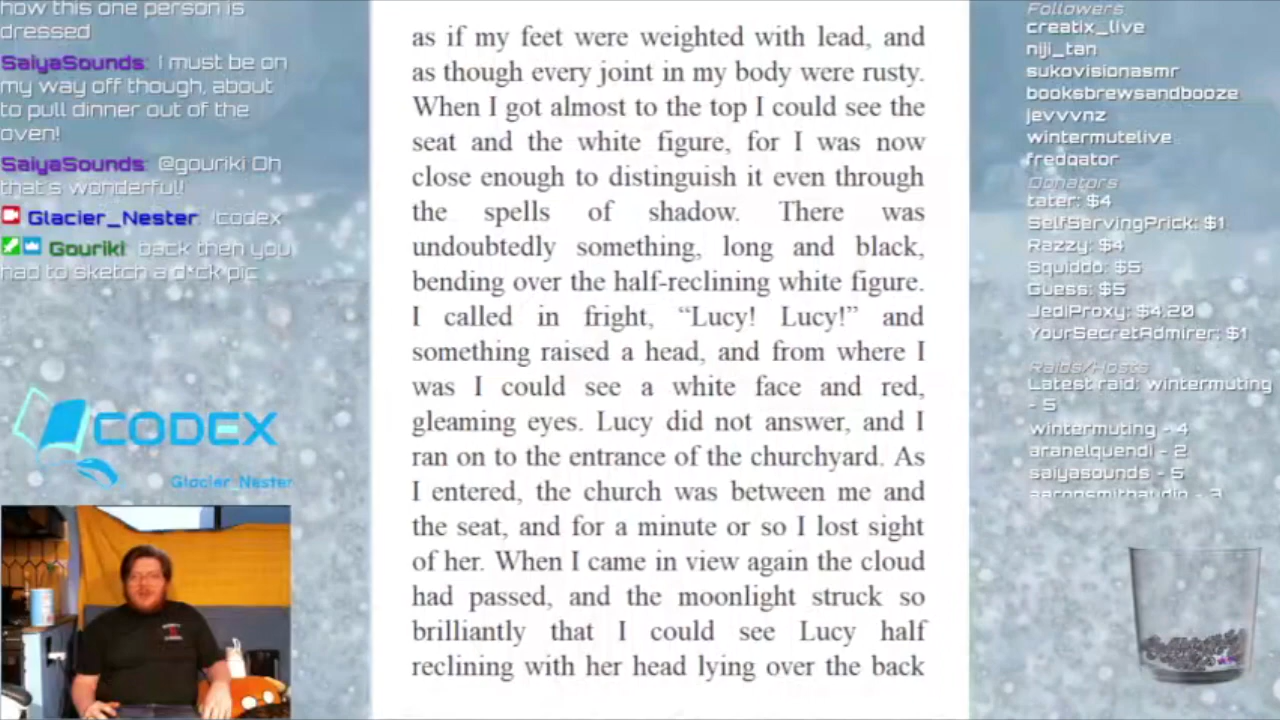 how this one person is
dressed
SaiyaSounds: I must be on
my way off though, about
to pull dinner out of the
oven!
SaiyaSounds: @gouriki Oh
that's wonderful!
Glacier_Nester: !codex
Gouriki: back then you
had to sketch a d*ck pic
CODEX
Glacier_Nester
as if my feet were weighted with lead, and
as though every joint in my body were rusty.
When I got almost to the top I could see the
seat and the white figure, for I was now
close enough to distinguish it even through
the spells of shadow. There was
undoubtedly something, long and black,
bending over the half-reclining white figure.
I called in fright, “Lucy! Lucy!” and
something raised a head, and from where I
was I could see a white face and red,
gleaming eyes. Lucy did not answer, and I
ran on to the entrance of the churchyard. As
I entered, the church was between me and
the seat, and for a minute or so I lost sight
of her. When I came in view again the cloud
had passed, and the moonlight struck so
brilliantly that I could see Lucy half
reclining with her head lying over the back
Followers
creatix_live
niji_tan
sukovisionasmr
booksbrewsandbooze
jevvvnz
wintermutelive
fredgator
Donators
tater: $4
SelfServingPrick: $1
Razzy: $4
Squiddo: $5
Guess: $5
JediProxy: $4.20
YourSecretAdmirer: $1
Raids/Hosts
Latest raid: wintermuting
- 5
wintermuting - 4
aranelquendi - 2
saiyasounds - 5
aaronsmithaudio - 3